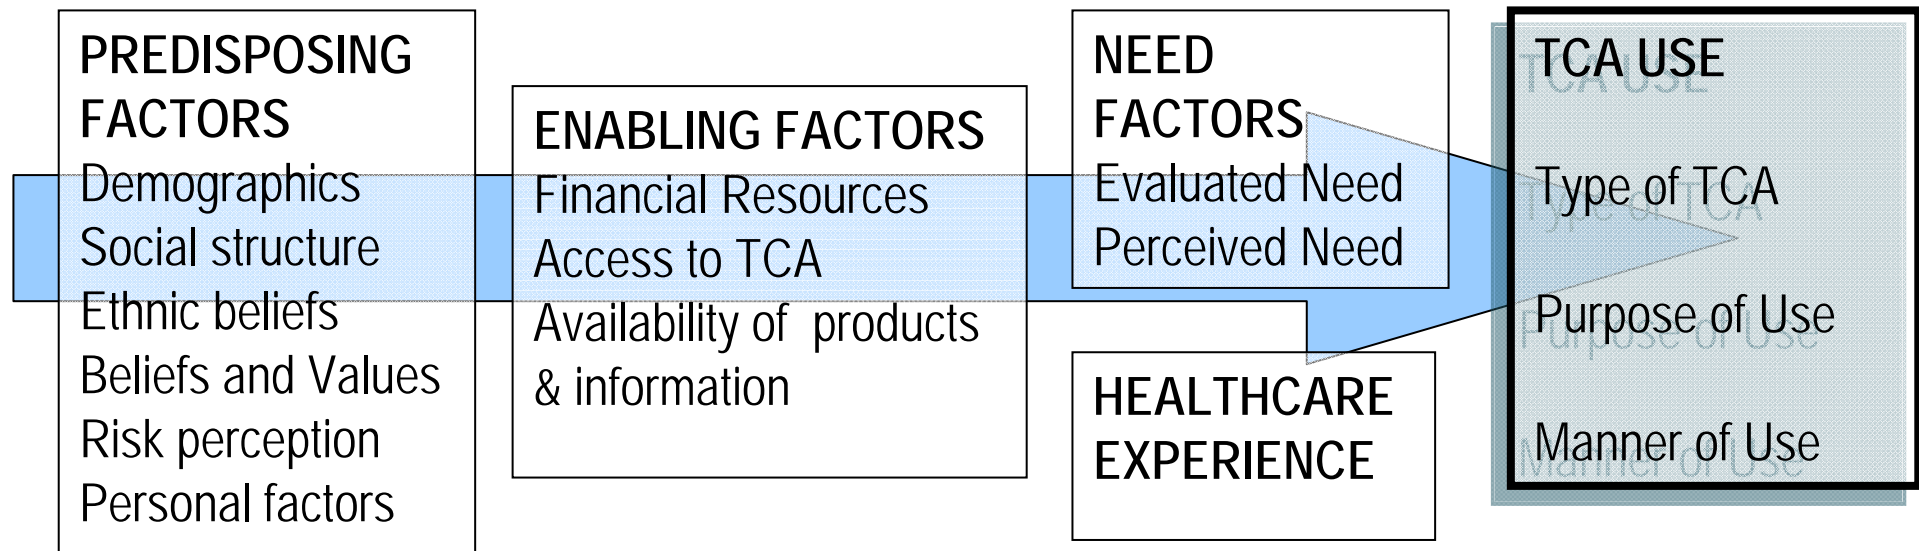 PREDISPOSING
FACTORS
Demographics
Social structure
Ethnic beliefs
Beliefs and Values
Risk perception
Personal factors
ENABLING FACTORS
Financial Resources
Access to TCA
Availability of products
& information
NEED
FACTORS
Evaluated Need
Perceived Need
HEALTHCARE
EXPERIENCE
TCA USE
Type of TCA
Purpose of Use
Manner of Use